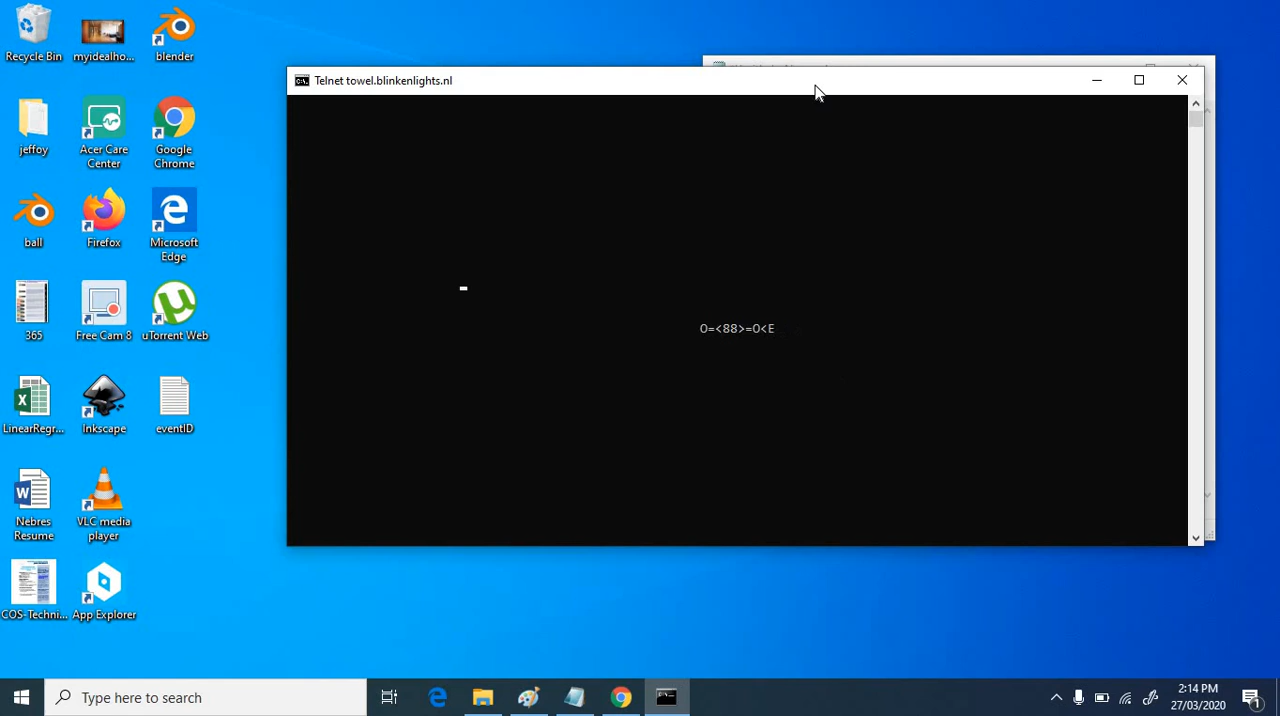 Recycle Bin
myidealho...
blender
Telnet towel.blinkenlights.nl
jeffoy
Acer Care
Center
Google
Chrome
ball
Firefox
Microsoft
Edge
O=<88>=O<E
365
Free Cam 8
uTorrent Web
LinearRegr...
Inkscape
eventID
Nebres
Resume
VLC media
player
COS-Techni...
App Explorer
Type here to search
2:14 PM
27/03/2020
1